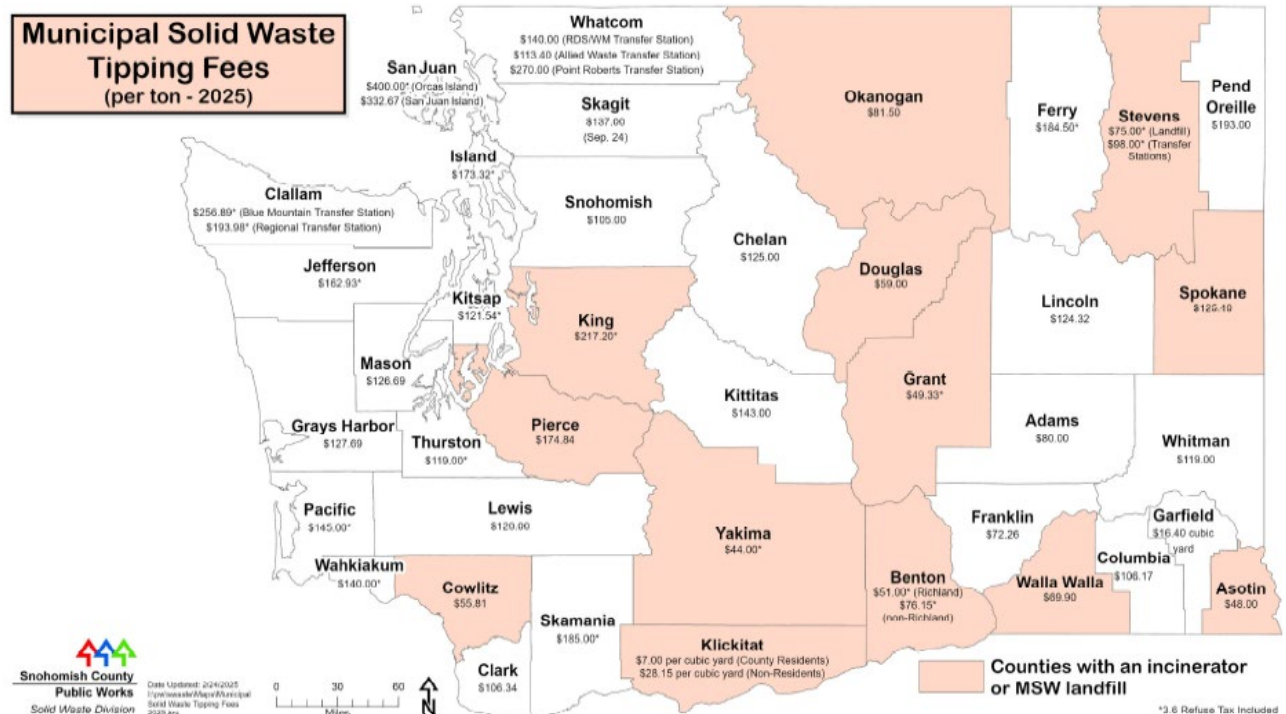 Municipal Solid Waste
Tipping Fees
(per ton - 2025)
Whatcom
$140.00 (RDS/WM Transfer Station)
$113.40 (Allied Waste Transfer Station)
$270.00 (Point Roberts Transfer Station)
San Juan
$400.00* (Orcas Island)
$332.67 (San Juan Island)
Skagit
$137.00
(Sep. 24)
Island
$173.32*
Snohomish
$105.00
Okanogan
$81.50
Ferry
$184.50*
Stevens
$75.00* (Landfill)
$98.00* (Transfer
Stations)
Pend
Oreille
$193.00
Clallam
$256.89* (Blue Mountain Transfer Station)
$193.98* (Regional Transfer Station)
Jefferson
$162.93*
Kitsap
$121.54*
Chelan
$125.00
Douglas
$59.00
Lincoln
$124.32
Spokane
King
$217.20*
Mason
$126.69
Grays Harbor
$127.69
Thurston
$119.00*
Pierce
$174.84
Kittitas
$143.00
Grant
$49.33*
Adams
$80.00
Whitman
$119.00
Pacific
$145.00*
Lewis
$120.00
Yakima
$44.00*
Franklin
$72.26
Garfield
$16.40 cubic
yard
Columbia
$106.17
Wahkiakum
$140.00*
Cowlitz
$55.81
Skamania
$185.00*
Benton
$51.00* (Richland)
$76.15*
(non-Richland)
Walla Walla
$69.90
Asotin
$48.00
Clark
$106.34
Klickitat
$7.00 per cubic yard (County Residents)
$28.15 per cubic yard (Non-Residents)
Counties with an incinerator
or MSW landfill
*3.6 Refuse Tax Included
Snohomish County
Public Works
Solid Waste Division
Date Updated: 2/24/2025
Solid Waste Tipping Fees
0 30 60
Miles
N